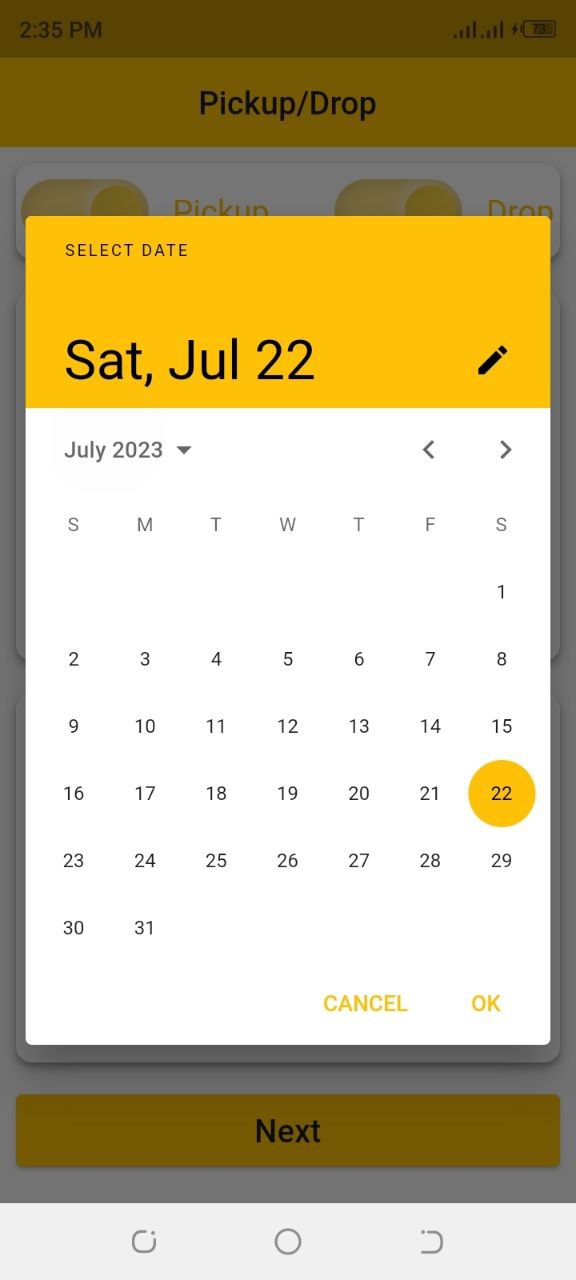 2:35 PM 73
Pickup/Drop
Pickup Drop
SELECT DATE
Sat, Jul 22
July 2023
S M T W T F S
1
2 3 4 5 6 7 8
9 10 11 12 13 14 15
16 17 18 19 20 21 22
23 24 25 26 27 28 29
30 31
CANCEL OK
Next